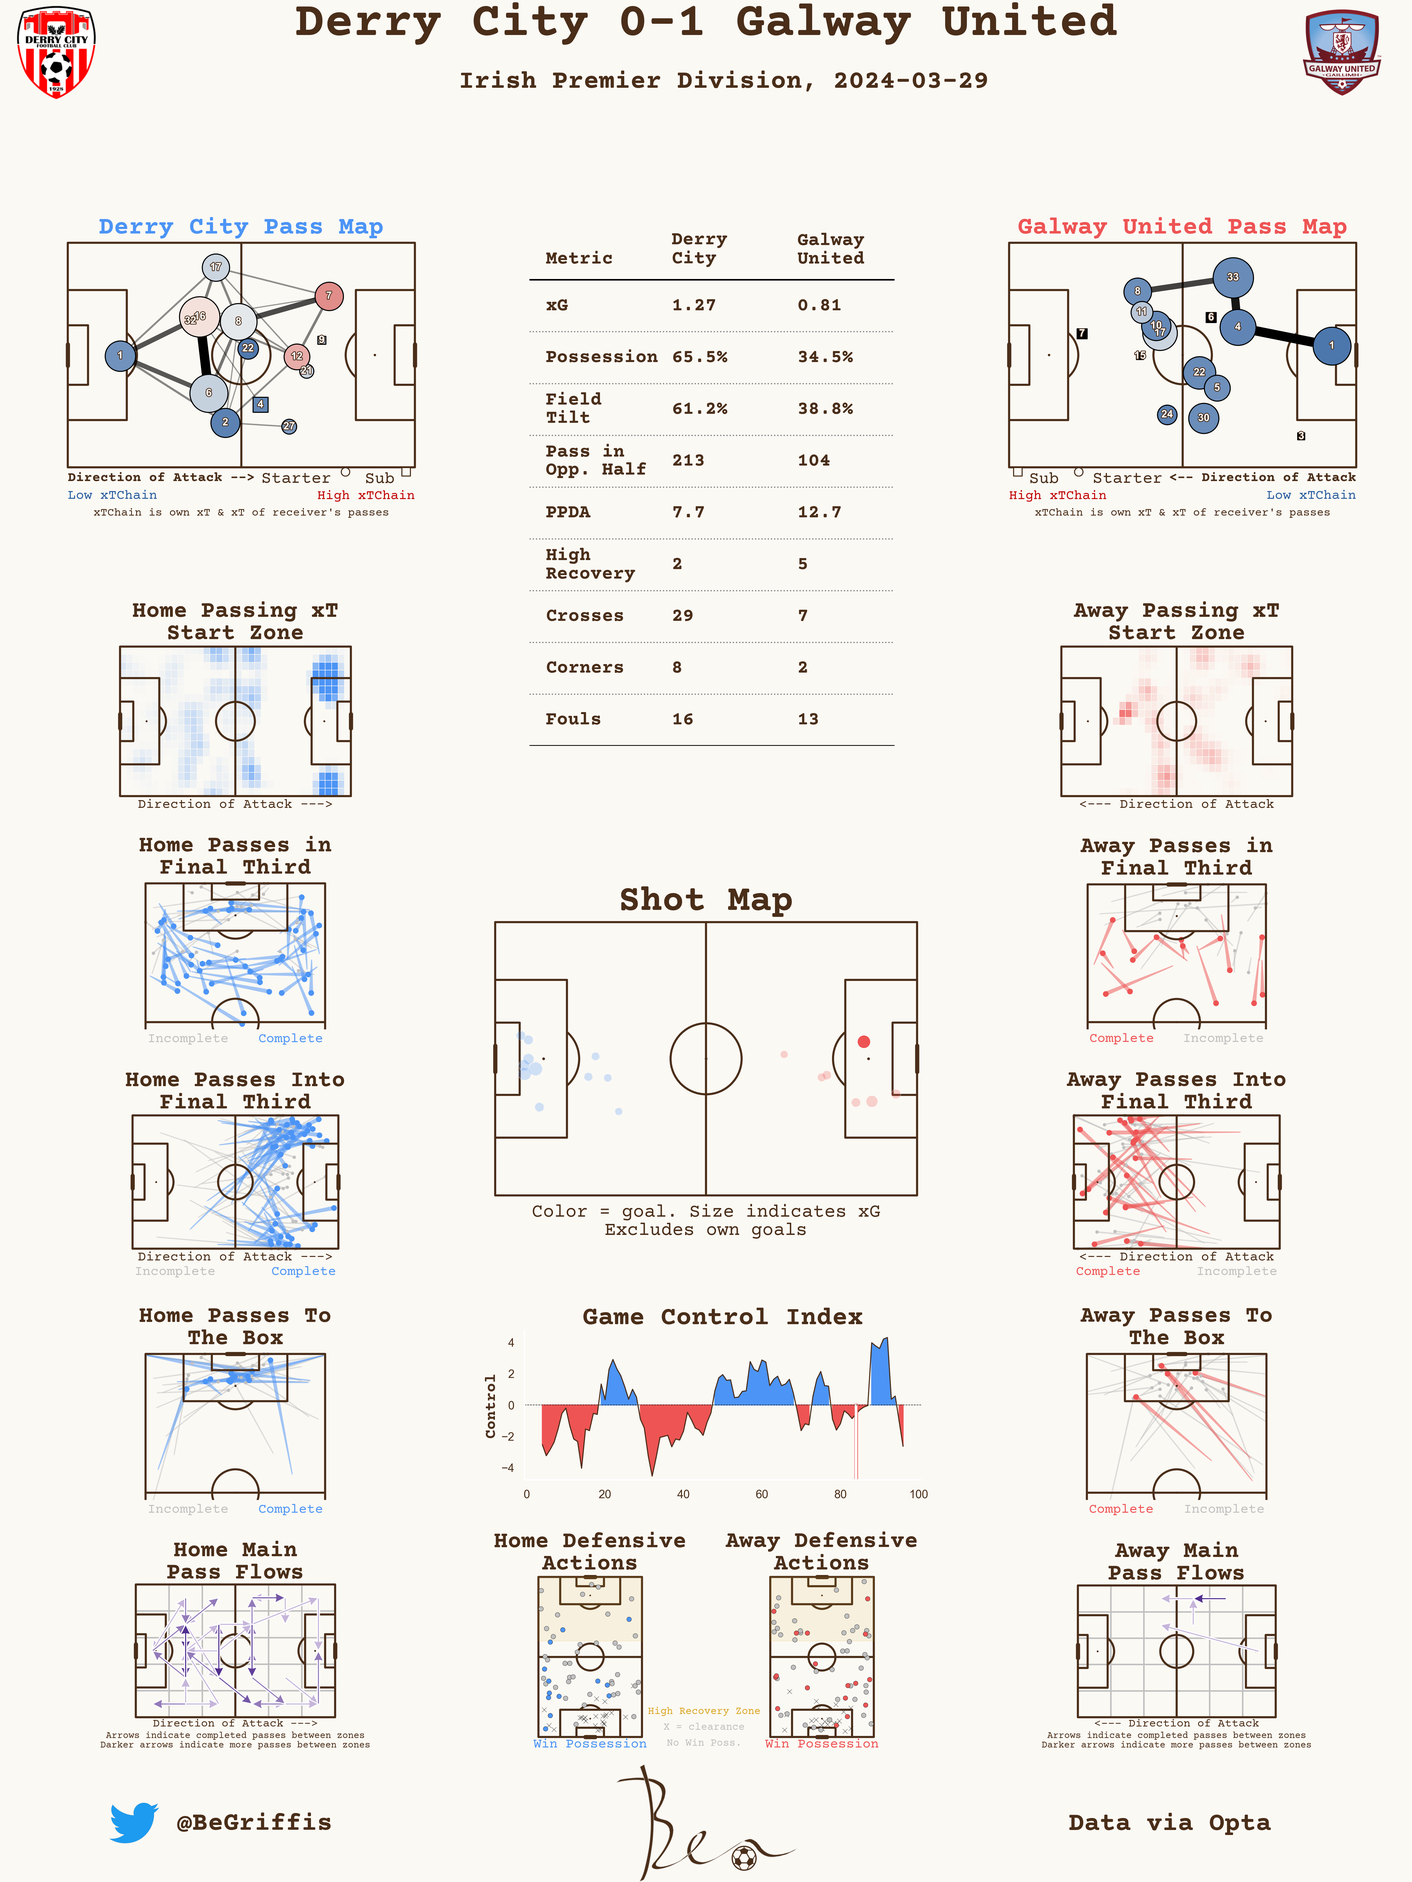 Derry City 0-1 Galway United
Irish Premier Division, 2024-03-29
DERRY CITY
FOOTBALL CLUB
1928
GALWAY UNITED
GAILLIMH
Derry City Pass Map
17
7
32
16
8
9
1
22
12
21
6
4
2
27
Direction of Attack --> Starter Sub
Low xTChain High xTChain
xTChain is own xT & xT of receiver's passes
Metric Derry City Galway United
xG 1.27 0.81
Possession 65.5% 34.5%
Field Tilt 61.2% 38.8%
Pass in Opp. Half 213 104
PPDA 7.7 12.7
High Recovery 2 5
Crosses 29 7
Corners 8 2
Fouls 16 13
Galway United Pass Map
33
8
11
6
10
17
4
7
1
15
22
5
24
30
3
Sub Starter <-- Direction of Attack
High xTChain Low xTChain
xTChain is own xT & xT of receiver's passes
Home Passing xT
Start Zone
Direction of Attack --->
Away Passing xT
Start Zone
<--- Direction of Attack
Home Passes in
Final Third
Incomplete Complete
Away Passes in
Final Third
Complete Incomplete
Shot Map
Color = goal. Size indicates xG
Excludes own goals
Home Passes Into
Final Third
Direction of Attack --->
Incomplete Complete
Away Passes Into
Final Third
<--- Direction of Attack
Complete Incomplete
Home Passes To
The Box
Incomplete Complete
Game Control Index
Control
4
2
0
−2
−4
0 20 40 60 80 100
Away Passes To
The Box
Complete Incomplete
Home Main
Pass Flows
Direction of Attack --->
Arrows indicate completed passes between zones
Darker arrows indicate more passes between zones
Home Defensive
Actions
Win Possession
High Recovery Zone
X = clearance
No Win Poss.
Away Defensive
Actions
Win Possession
Away Main
Pass Flows
<--- Direction of Attack
Arrows indicate completed passes between zones
Darker arrows indicate more passes between zones
@BeGriffis
Ben
Data via Opta